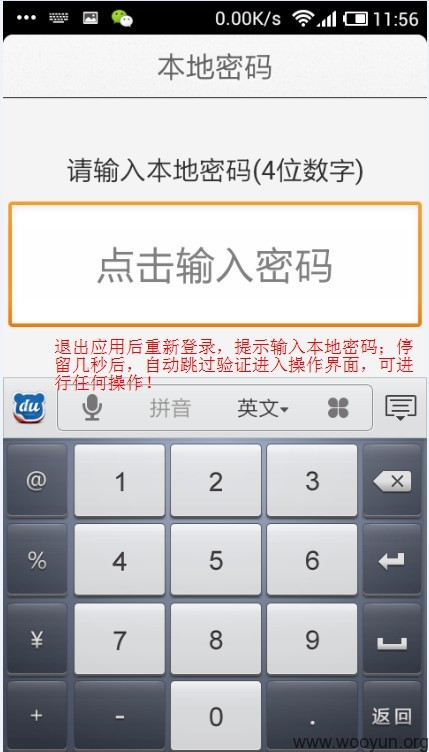 0.00K/s 11:56
本地密码
请输入本地密码(4位数字)
点击输入密码
退出应用后重新登录，提示输入本地密码；停
留几秒后，自动跳过验证进入操作界面，可进
行任何操作！
du 拼音 英文
@ 1 2 3
% 4 5 6
¥ 7 8 9
+ - 0 . 返回
www.wooyun.org